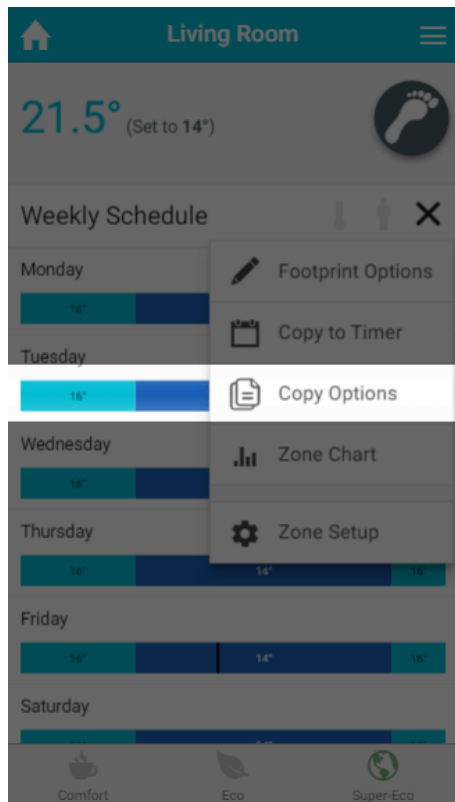 Living Room
21.5° (Set to 14°)
Weekly Schedule
Monday
16°
Footprint Options
Copy to Timer
Tuesday
16°
Copy Options
Wednesday
16°
Zone Chart
Thursday
Zone Setup
16° 14° 16°
Friday
16° 14° 16°
Saturday
Comfort Eco Super-Eco